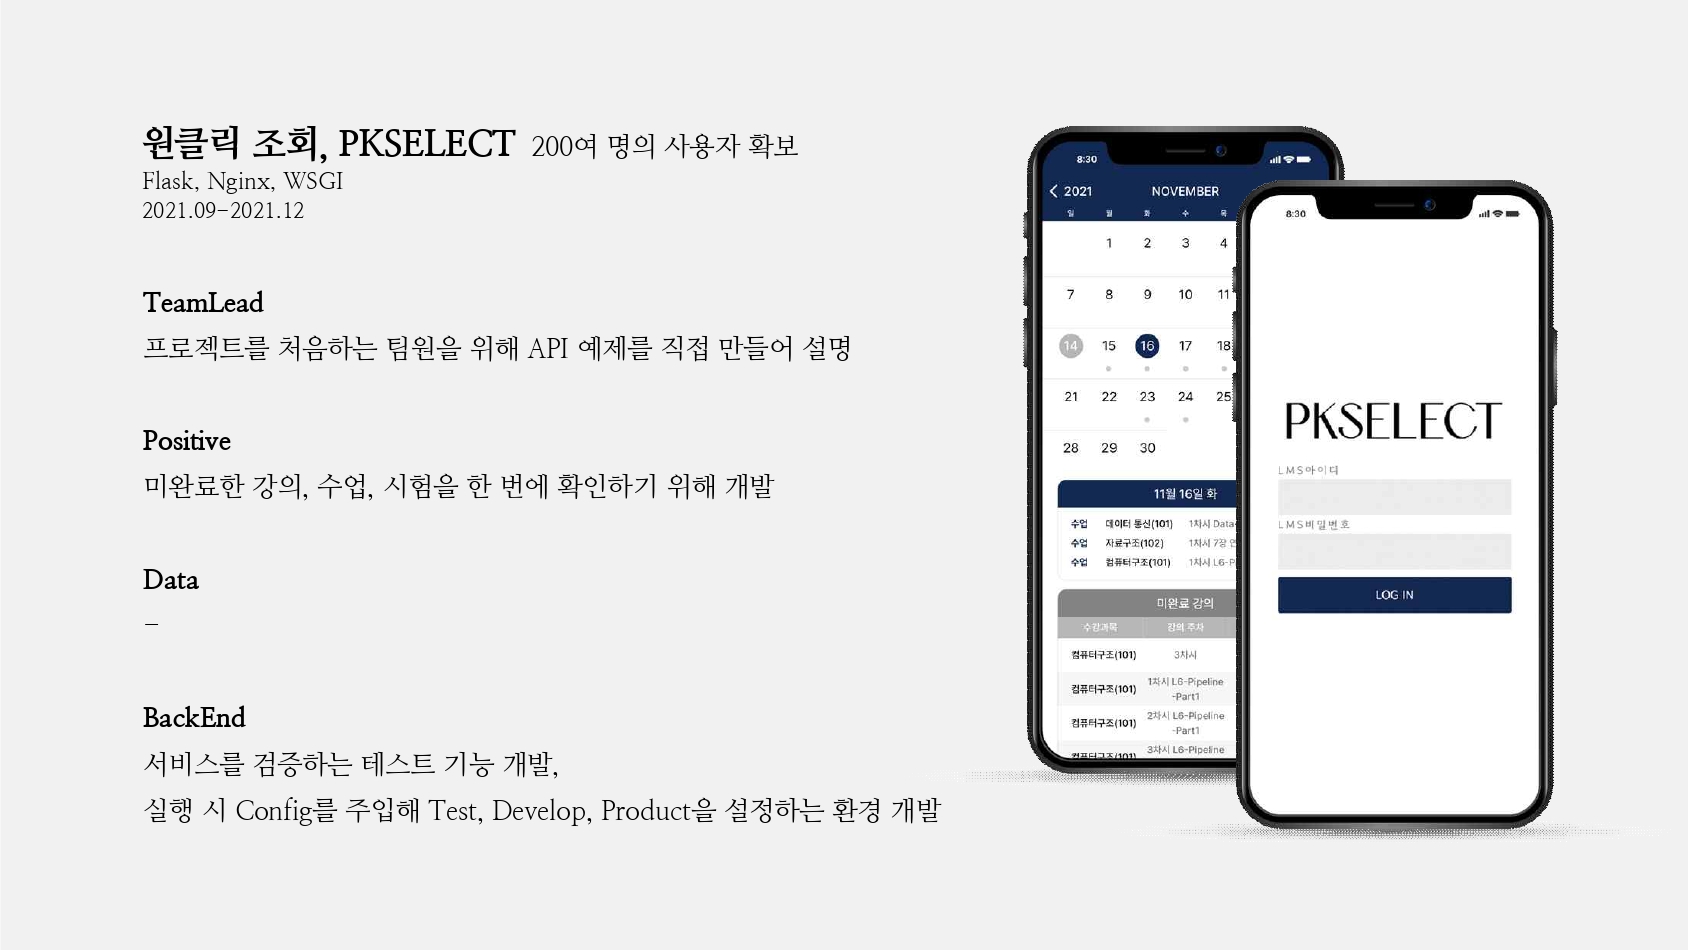 원클릭 조회, PKSELECT 200여 명의 사용자 확보
Flask, Nginx, WSGI
2021.09-2021.12
TeamLead
프로젝트를 처음하는 팀원을 위해 API 예제를 직접 만들어 설명
Positive
미완료한 강의, 수업, 시험을 한 번에 확인하기 위해 개발
Data
-
BackEnd
서비스를 검증하는 테스트 기능 개발,
실행 시 Config를 주입해 Test, Develop, Product을 설정하는 환경 개발
8:30
2021 NOVEMBER
일 월 화 수 목
1 2 3 4
7 8 9 10 11
14 15 16 17 18
21 22 23 24 25
28 29 30
11월 16일 화
수업 데이터 통신(101) 1차시 Data
수업 자료구조(102) 1차시 7장
수업 컴퓨터구조(101) 1차시 L6-P
미완료 강의
수강과목 강의 주차
컴퓨터구조(101) 3차시
컴퓨터구조(101) 1차시 L6-Pipeline
-Part1
컴퓨터구조(101) 2차시 L6-Pipeline
-Part1
컴퓨터구조(101) 3차시 L6-Pipeline
8:30
PKSELECT
LMS아이디
LMS비밀번호
LOG IN